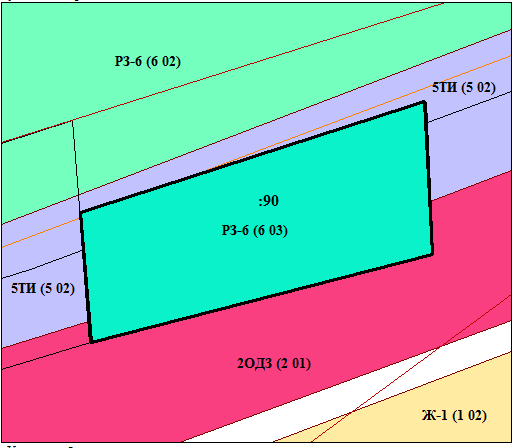 РЗ-6 (6 02)
5ТИ (5 02)
:90
РЗ-6 (6 03)
5ТИ (5 02)
2ОДЗ (2 01)
Ж-1 (1 02)